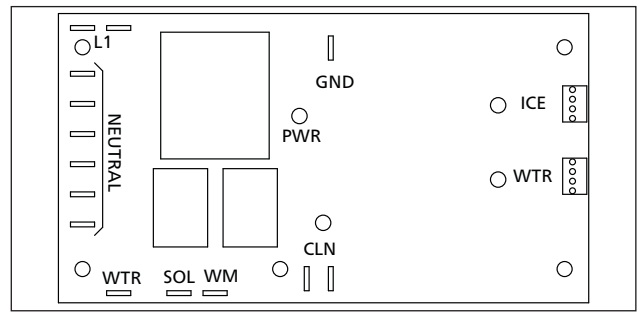 L1
GND
ICE
PWR
NEUTRAL
WTR
CLN
WTR SOL WM